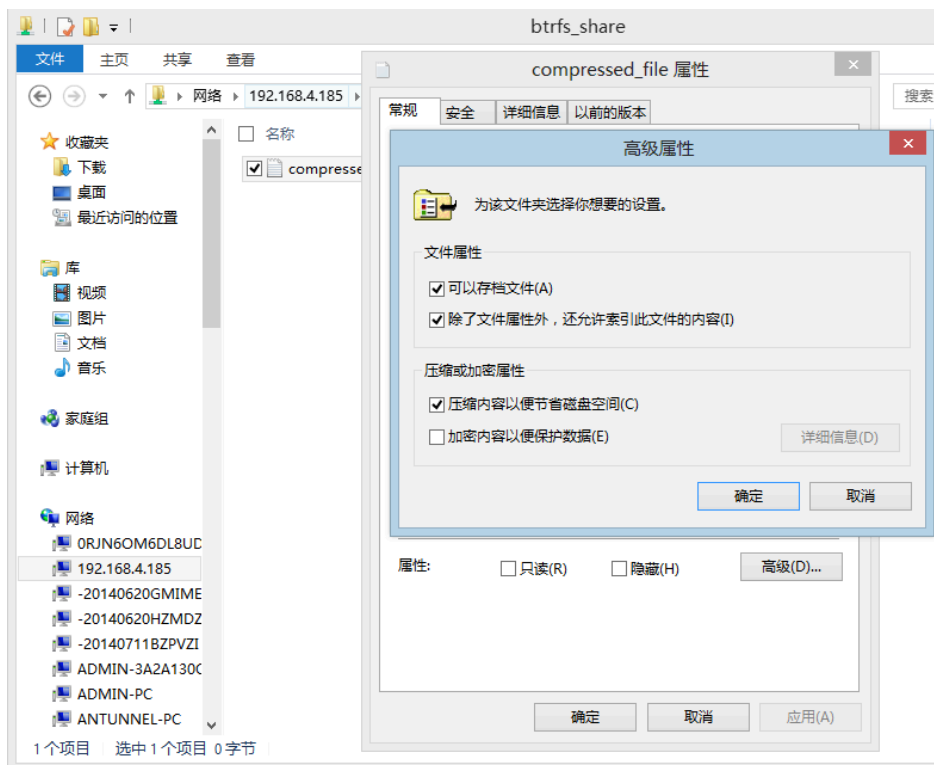 btrfs_share
文件 主页 共享 查看
compressed_file 属性
网络 192.168.4.185
搜索
常规 安全 详细信息 以前的版本
收藏夹
下载
桌面
最近访问的位置
库
视频
图片
文档
音乐
家庭组
计算机
网络
0RJN6OM6DL8UD
192.168.4.185
-20140620GMIME
-20140620HZMDZ
-20140711BZPVZI
ADMIN-3A2A130C
ADMIN-PC
ANTUNNEL-PC
名称
compresse
高级属性
为该文件夹选择你想要的设置。
文件属性
可以存档文件(A)
除了文件属性外，还允许索引此文件的内容(I)
压缩或加密属性
压缩内容以便节省磁盘空间(C)
加密内容以便保护数据(E) 详细信息(D)
确定 取消
属性: 只读(R) 隐藏(H) 高级(D)...
确定 取消 应用(A)
1个项目 选中1个项目 0字节